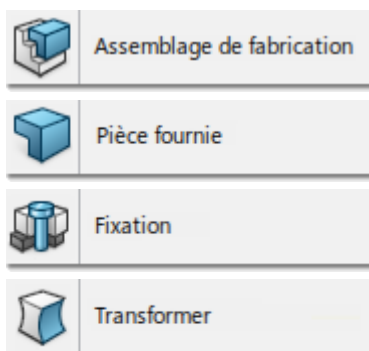 Assemblage de fabrication
Pièce fournie
Fixation
Transformer